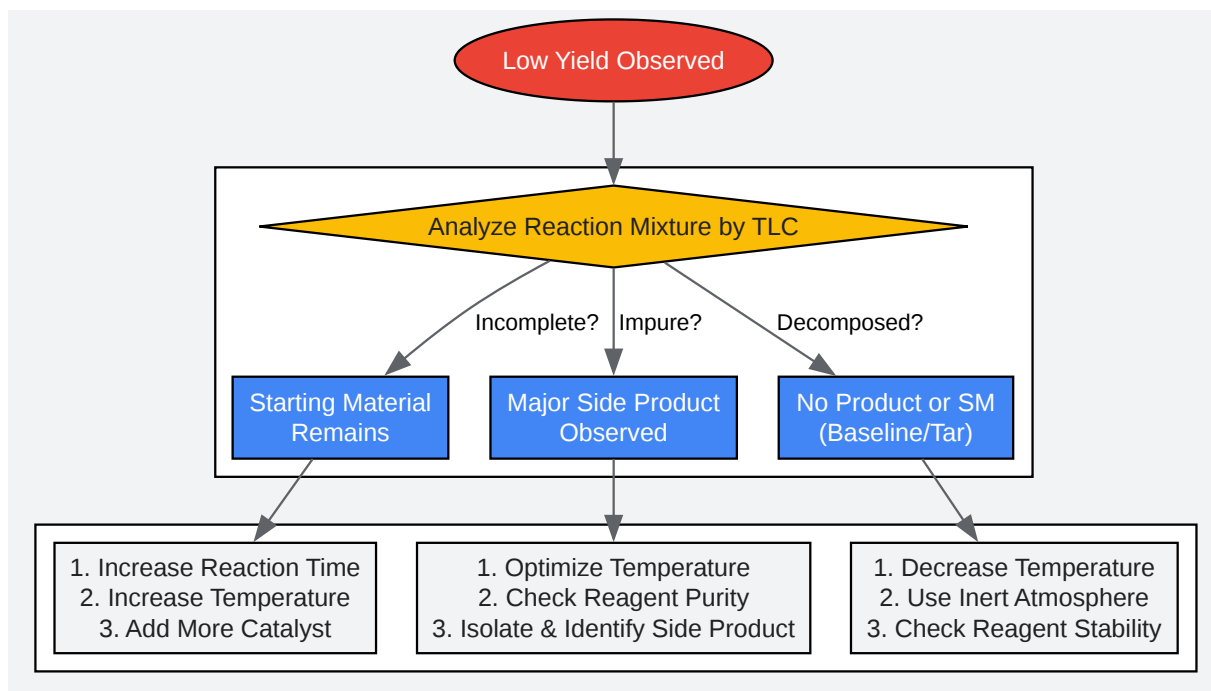 Low Yield Observed
Analyze Reaction Mixture by TLC
Incomplete?
Impure?
Decomposed?
Starting Material
Remains
Major Side Product
Observed
No Product or SM
(Baseline/Tar)
1. Increase Reaction Time
2. Increase Temperature
3. Add More Catalyst
1. Optimize Temperature
2. Check Reagent Purity
3. Isolate & Identify Side Product
1. Decrease Temperature
2. Use Inert Atmosphere
3. Check Reagent Stability